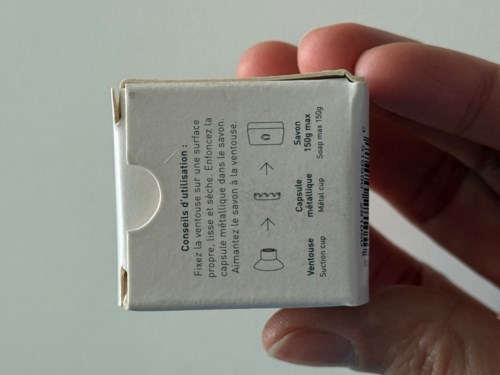 Conseils d'utilisation :
Fixez la ventouse sur une surface
propre, lisse et sèche. Enfoncez la
capsule métallique dans le savon.
Aimantez le savon à la ventouse.
Ventouse
Suction cup
Capsule
métallique
Métal cup
Savon
150g max
Soap max 150g